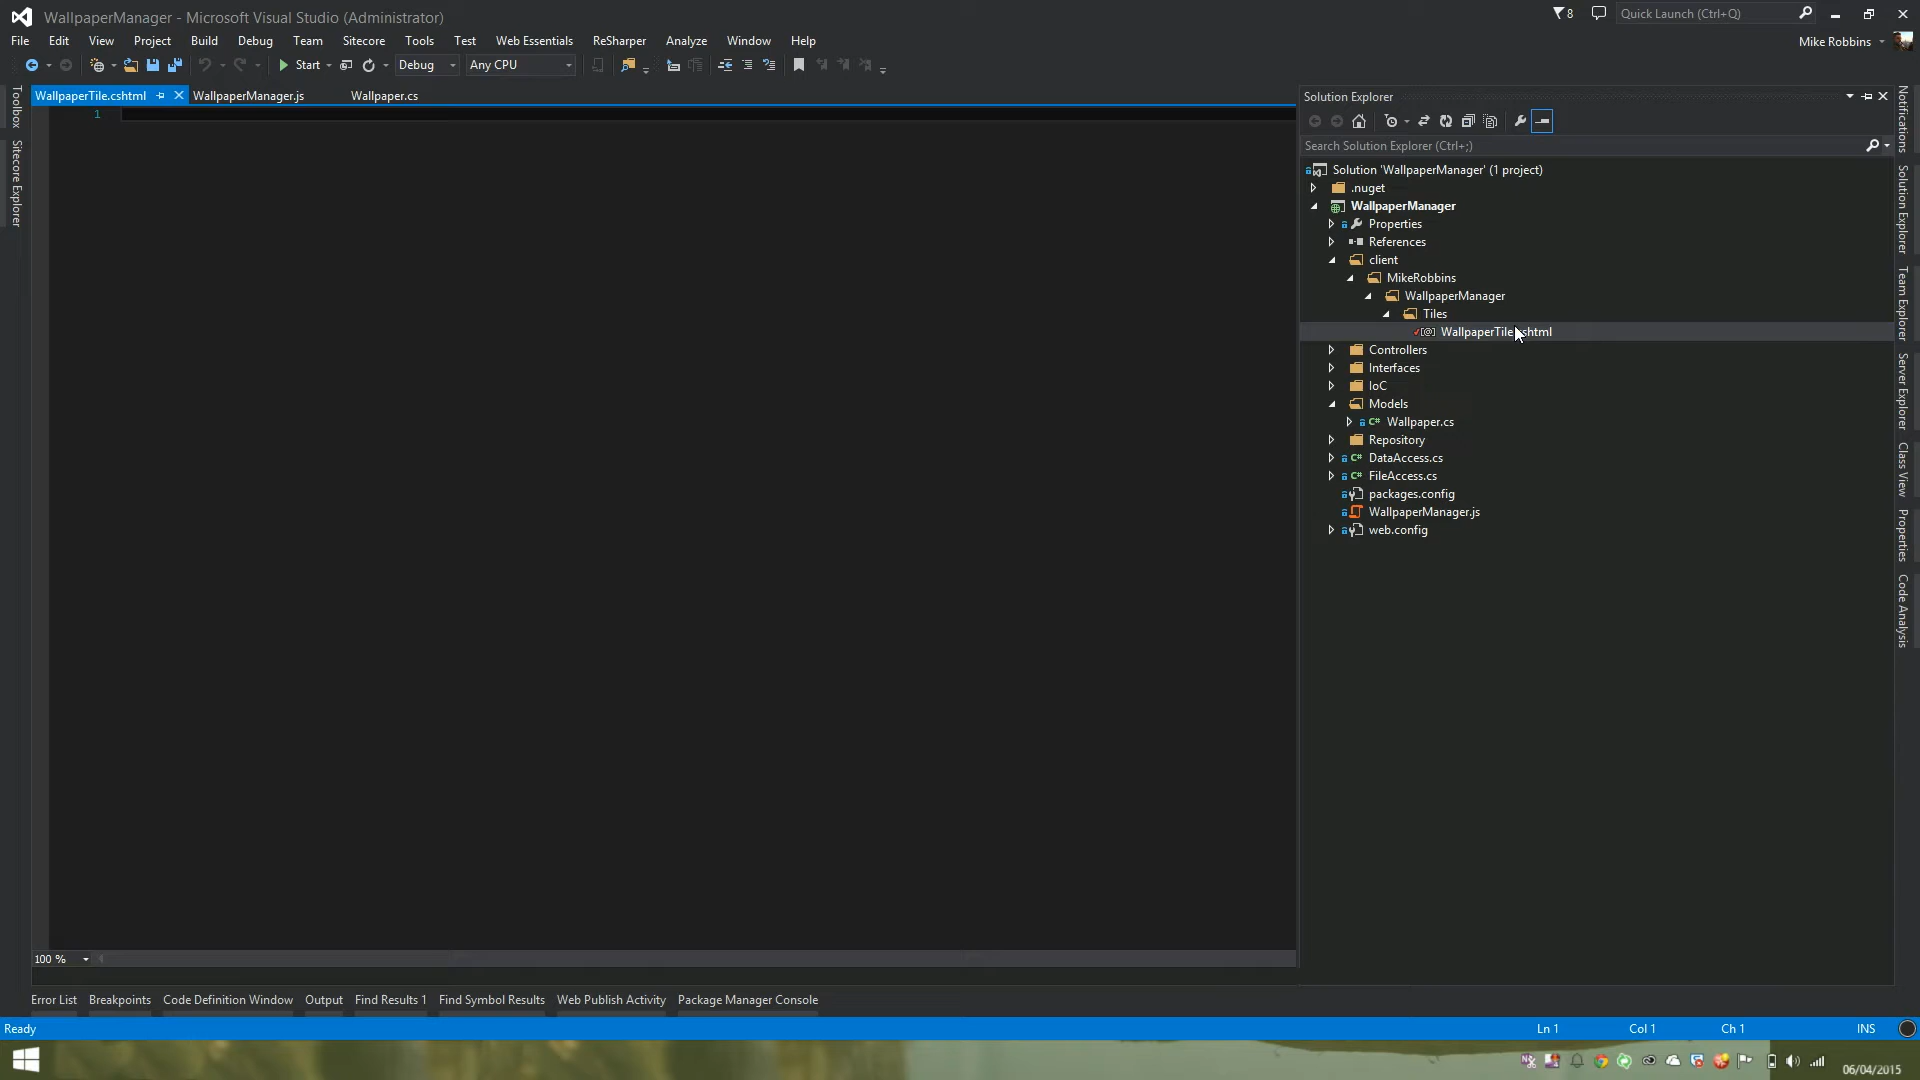 WallpaperManager - Microsoft Visual Studio (Administrator)
8
Quick Launch (Ctrl+Q)
File Edit View Project Build Debug Team Sitecore Tools Test Web Essentials ReSharper Analyze Window Help
Mike Robbins
Start Debug Any CPU
WallpaperTile.cshtml WallpaperManager.js Wallpaper.cs
1
Toolbox
Sitecore Explorer
Solution Explorer
Search Solution Explorer (Ctrl+;)
Solution 'WallpaperManager' (1 project)
.nuget
WallpaperManager
Properties
References
client
MikeRobbins
WallpaperManager
Tiles
WallpaperTile.cshtml
Controllers
Interfaces
IoC
Models
Wallpaper.cs
Repository
DataAccess.cs
FileAccess.cs
packages.config
WallpaperManager.js
web.config
Notifications
Solution Explorer
Team Explorer
Server Explorer
Class View
Properties
Code Analysis
100 %
Error List Breakpoints Code Definition Window Output Find Results 1 Find Symbol Results Web Publish Activity Package Manager Console
Ready Ln 1 Col 1 Ch 1 INS
06/04/2015